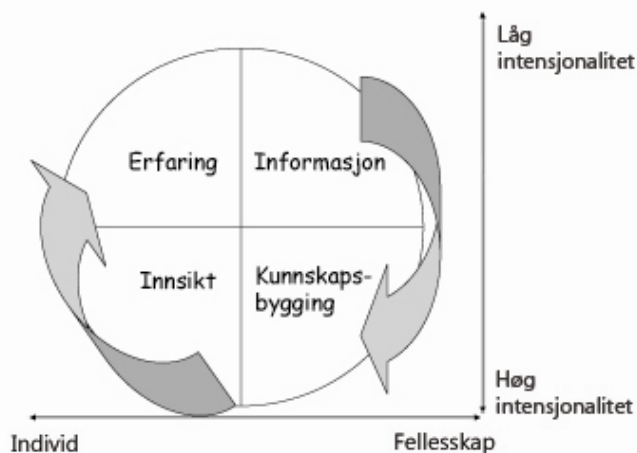 Låg
intensjonalitet
Erfaring
Informasjon
Innsikt
Kunnskaps-
bygging
Høg
intensjonalitet
Individ
Fellesskap